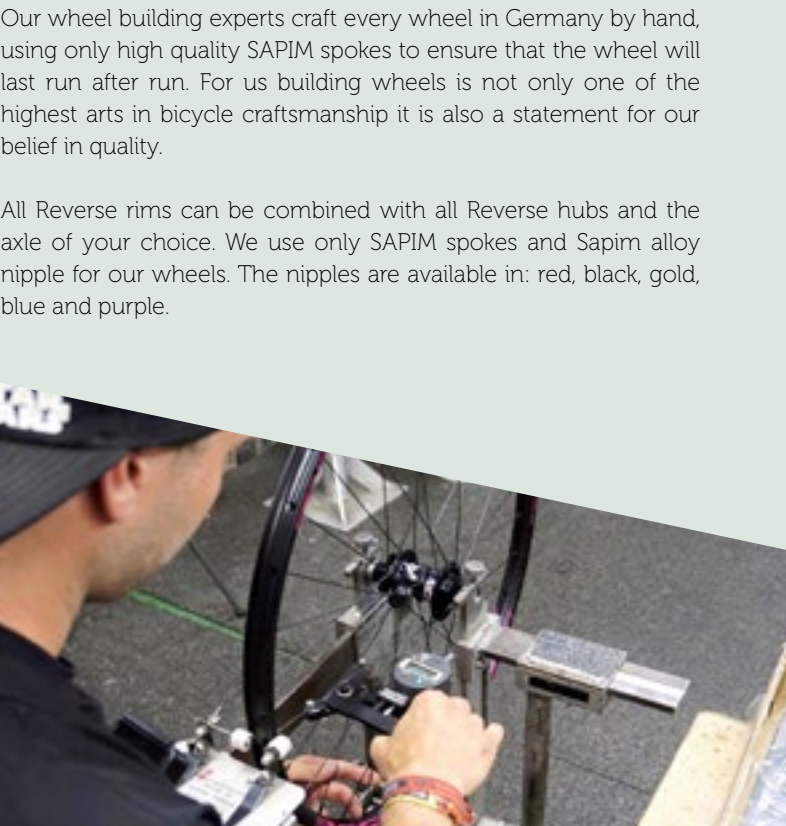 Our wheel building experts craft every wheel in Germany by hand,
using only high quality SAPIM spokes to ensure that the wheel will
last run after run. For us building wheels is not only one of the
highest arts in bicycle craftsmanship it is also a statement for our
belief in quality.
All Reverse rims can be combined with all Reverse hubs and the
axle of your choice. We use only SAPIM spokes and Sapim alloy
nipple for our wheels. The nipples are available in: red, black, gold,
blue and purple.